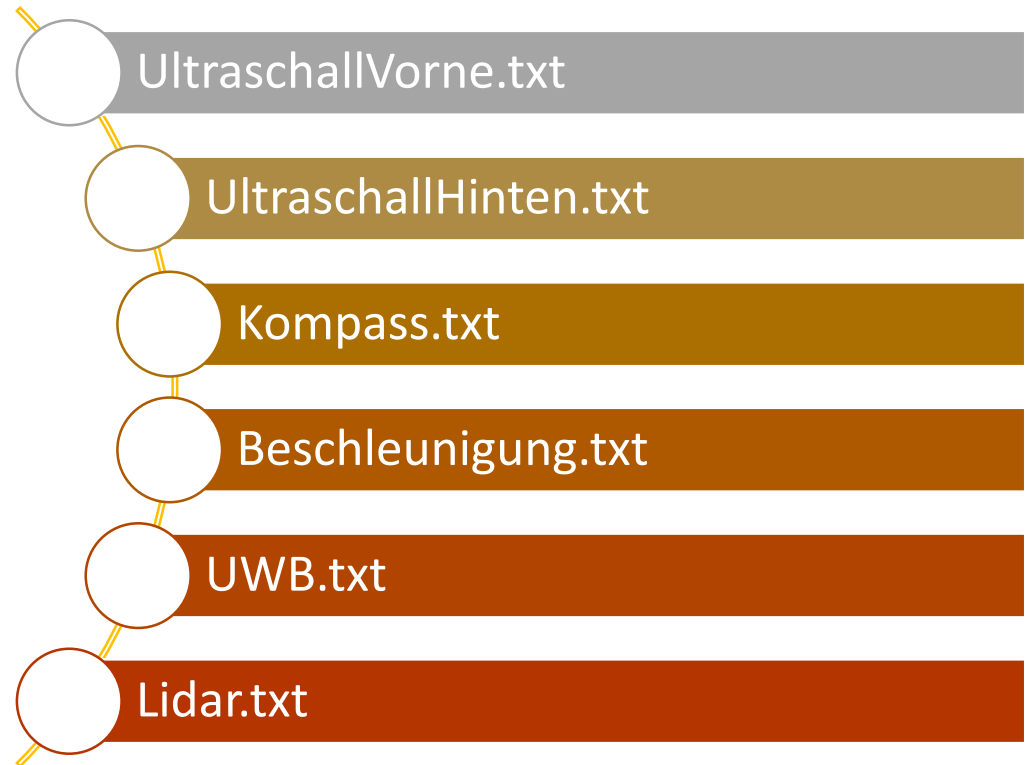 UltraschallVorne.txt
UltraschallHinten.txt
Kompass.txt
Beschleunigung.txt
UWB.txt
Lidar.txt